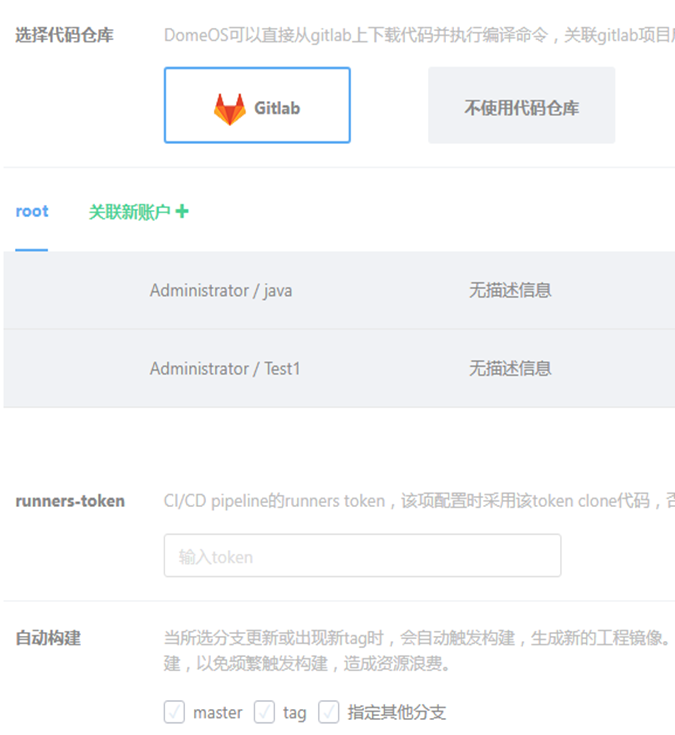 选择代码仓库 DomeOS可以直接从gitlab上下载代码并执行编译命令，关联gitlab项目
Gitlab 不使用代码仓库
root 关联新账户
Administrator / java 无描述信息
Administrator / Test1 无描述信息
runners-token CI/CD pipeline的runners token，该项配置时采用该token clone代码，否
输入token
自动构建 当所选分支更新或出现新tag时，会自动触发构建，生成新的工程镜像。
建，以免频繁触发构建，造成资源浪费。
master tag 指定其他分支